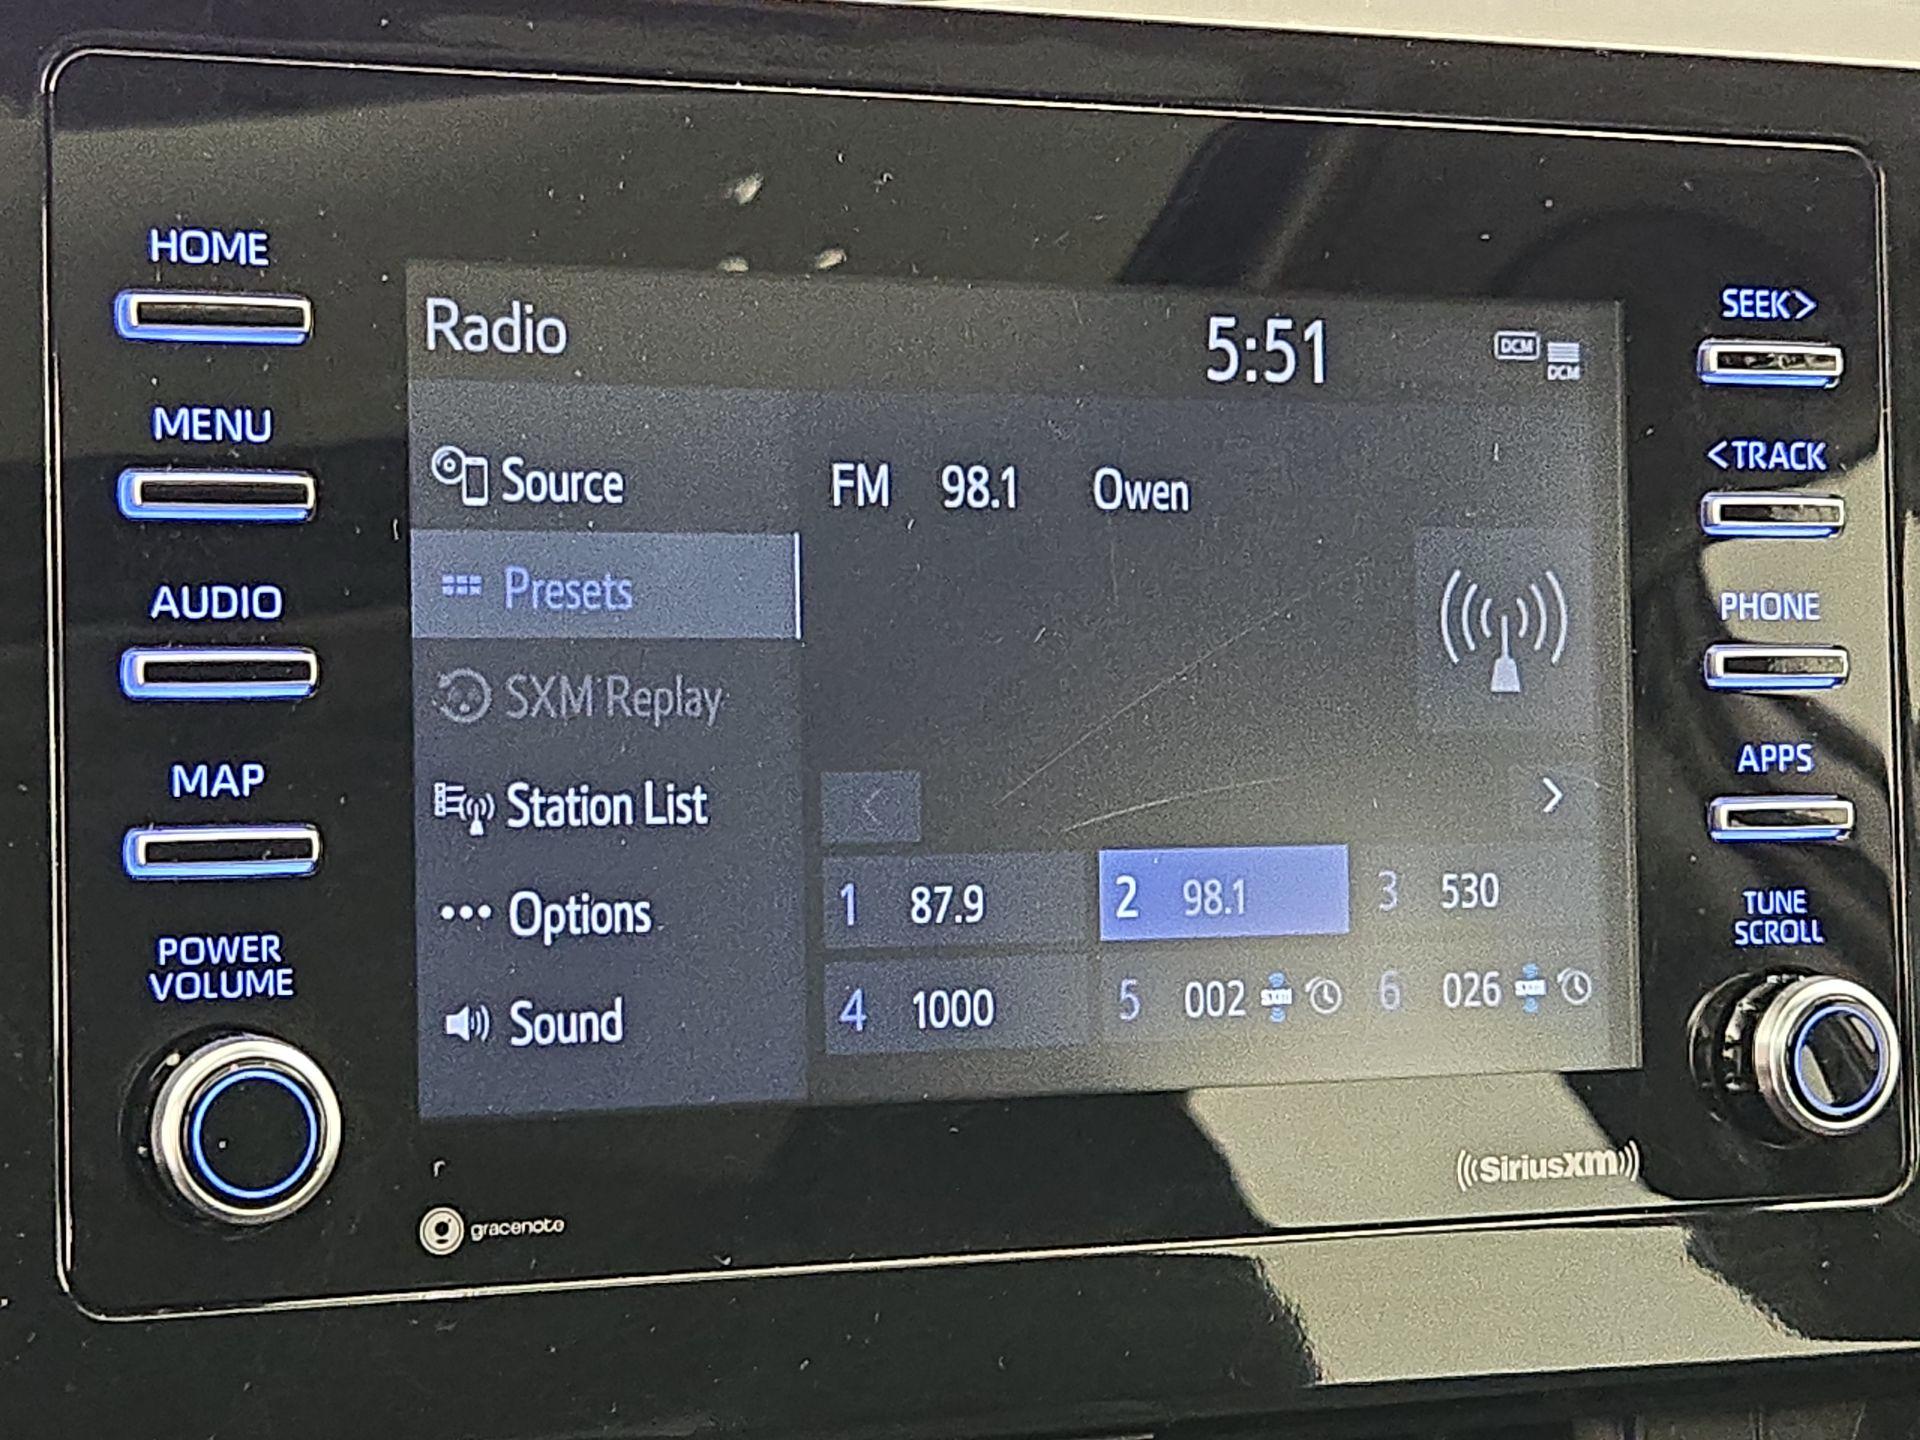 HOME
MENU
AUDIO
MAP
POWER
VOLUME
Radio
5:51
DCM
DCM
Source
Presets
SXM Replay
Station List
Options
Sound
FM 98.1 Owen
<
>
1 87.9
2 98.1
3 530
4 1000
5 002 SXM
6 026 SXM
SEEK>
<TRACK
PHONE
APPS
TUNE
SCROLL
gracenote
SiriusXM